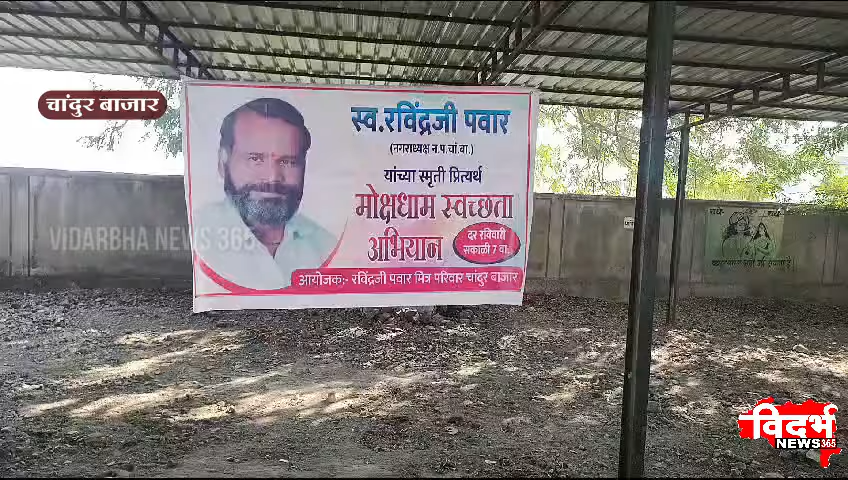 चांदुर बाजार
स्व.रविंद्रजी पवार
(नगराध्यक्ष न.प.चां.बा.)
यांच्या स्मृती प्रित्यर्थ
मोक्षधाम स्वच्छता
अभियान
दर रविवारी
सकाळी 7 वा.
आयोजक:- रविंद्रजी पवार मित्र परिवार चांदुर बाजार
VIDARBHA NEWS 365
विदर्भ
NEWS365